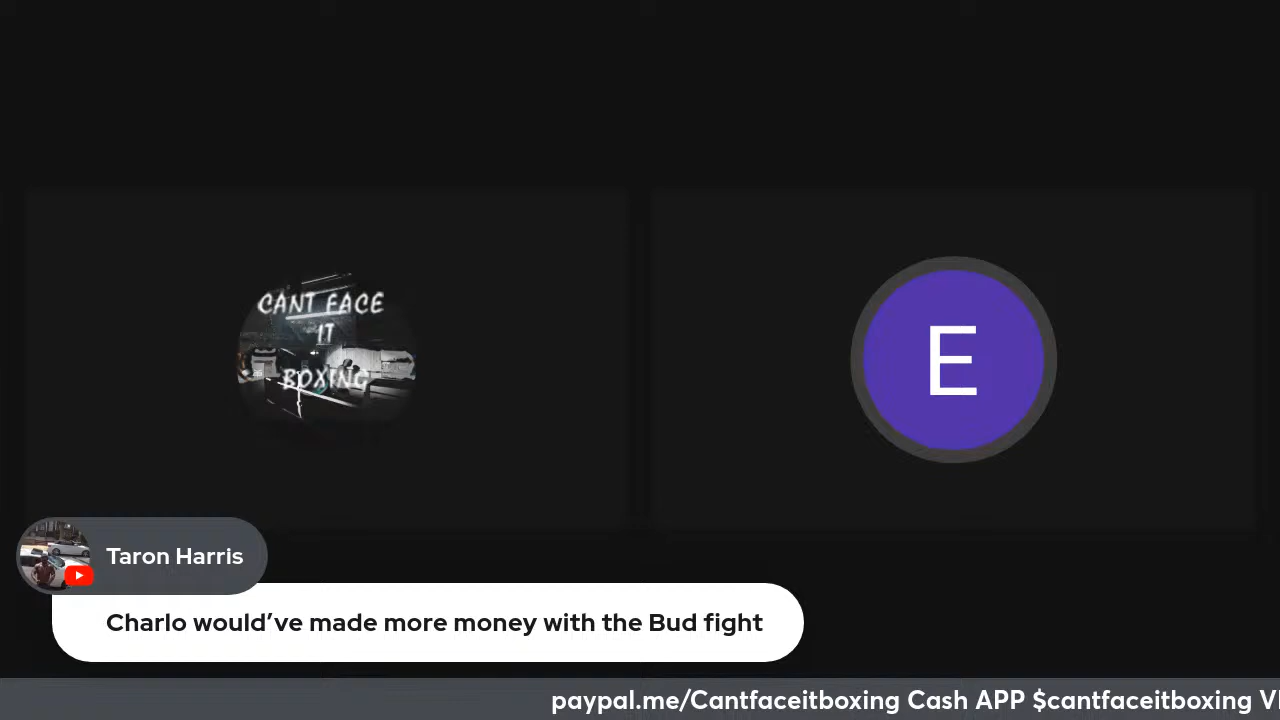 CANT FACE
IT
BOXING
E
Taron Harris
Charlo would’ve made more money with the Bud fight
paypal.me/Cantfaceitboxing Cash APP $cantfaceitboxing